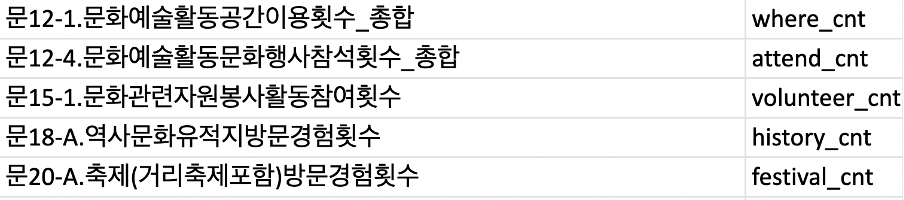 문12-1.문화예술활동공간이용횟수_총합 where_cnt
문12-4.문화예술활동문화행사참석횟수_총합 attend_cnt
문15-1.문화관련자원봉사활동참여횟수 volunteer_cnt
문18-A.역사문화유적지방문경험횟수 history_cnt
문20-A.축제(거리축제포함)방문경험횟수 festival_cnt